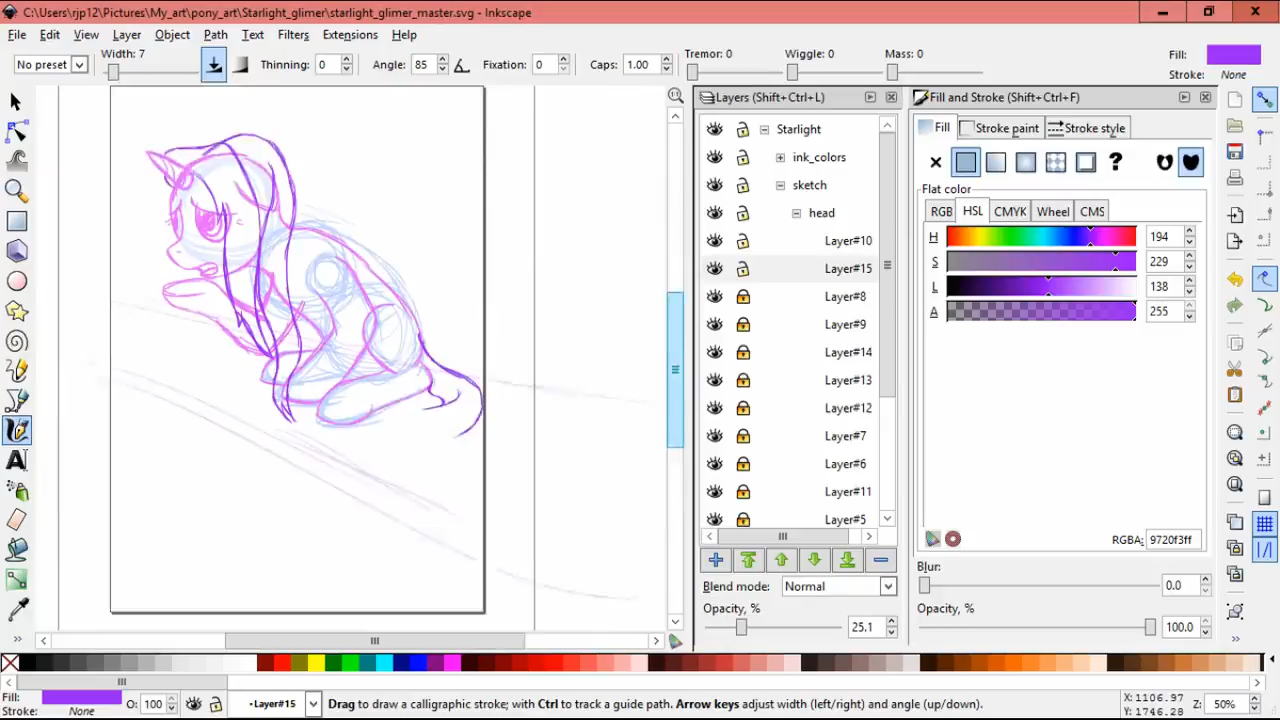 C:\Users\rjp12\Pictures\My_art\pony_art\Starlight_glimer\starlight_glimer_master.svg - Inkscape
File Edit View Layer Object Path Text Filters Extensions Help
No preset Width: 7 Thinning: 0 Angle: 85 Fixation: 0 Caps: 1.00 Tremor: 0 Wiggle: 0 Mass: 0 Fill:
Stroke: None
Layers (Shift+Ctrl+L) Fill and Stroke (Shift+Ctrl+F)
Starlight
ink_colors
sketch
head
Layer#10
Layer#15
Layer#8
Layer#9
Layer#14
Layer#13
Layer#12
Layer#7
Layer#6
Layer#11
Layer#5
Blend mode: Normal
Opacity, % 25.1
Fill Stroke paint Stroke style
?
Flat color
RGB HSL CMYK Wheel CMS
H 194
S 229
L 138
A 255
RGBA: 9720f3ff
Blur: 0.0
Opacity, % 100.0
Fill:
Stroke: None
O: 100
·Layer#15
Drag to draw a calligraphic stroke; with Ctrl to track a guide path. Arrow keys adjust width (left/right) and angle (up/down).
X: 1106.97
Y: 1746.28
Z: 50%